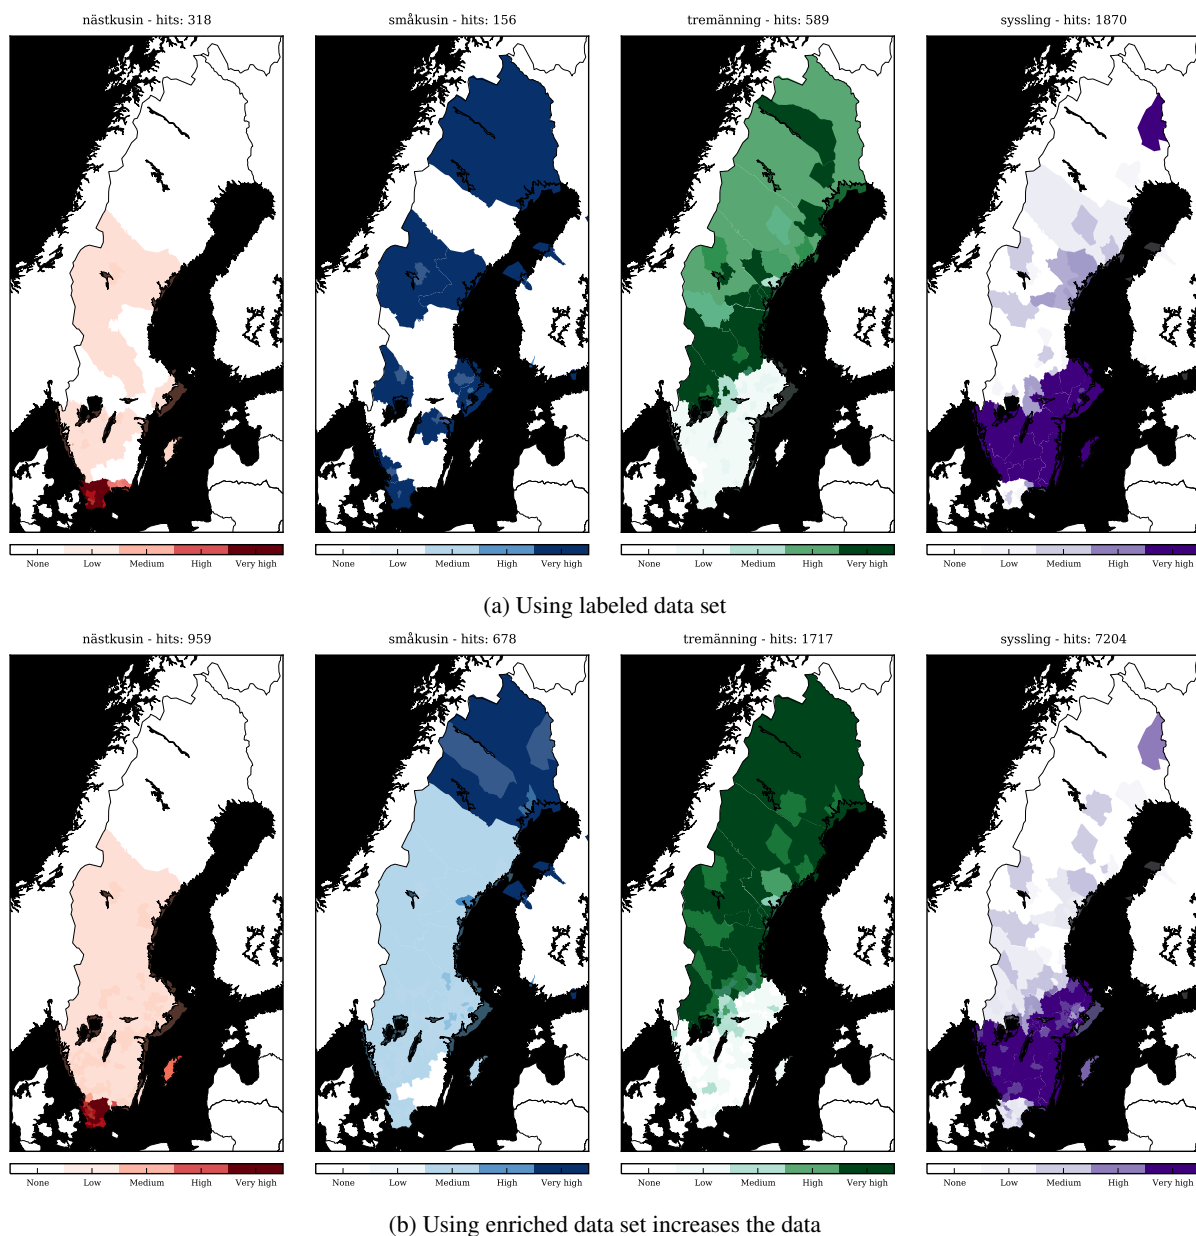 nästkusin - hits: 318
småkusin - hits: 156
tremänning - hits: 589
syssling - hits: 1870
None Low Medium High Very high
None Low Medium High Very high
None Low Medium High Very high
None Low Medium High Very high
(a) Using labeled data set
nästkusin - hits: 959
småkusin - hits: 678
tremänning - hits: 1717
syssling - hits: 7204
None Low Medium High Very high
None Low Medium High Very high
None Low Medium High Very high
None Low Medium High Very high
(b) Using enriched data set increases the data